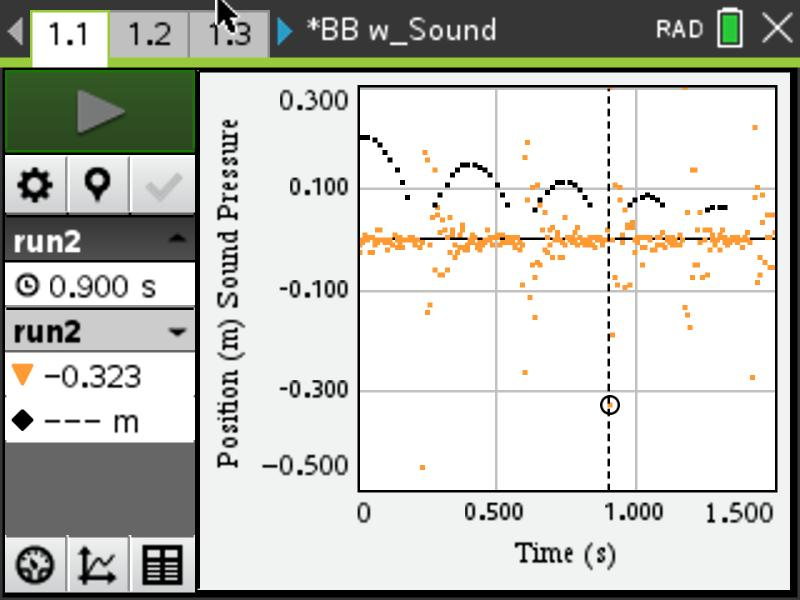 1.1 1.2 1.3 *BB w_Sound RAD
run2
0.900 s
run2
−0.323
--- m
Position (m) Sound Pressure
0.300
0.100
-0.100
-0.300
−0.500
0 0.500 1.000 1.500
Time (s)